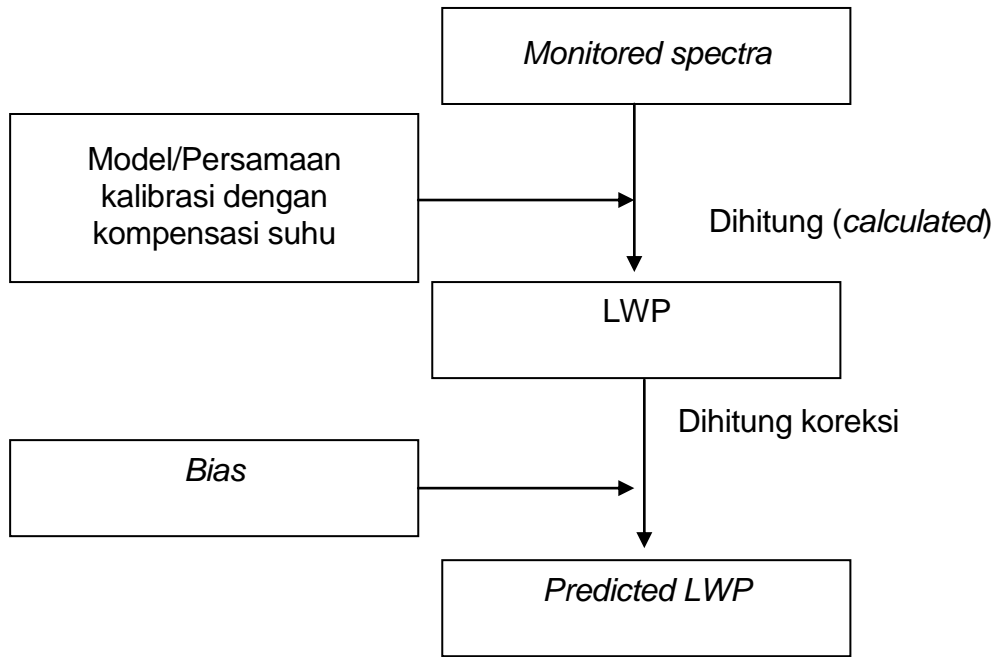 Monitored spectra
Model/Persamaan
kalibrasi dengan
kompensasi suhu
Dihitung (calculated)
LWP
Dihitung koreksi
Bias
Predicted LWP